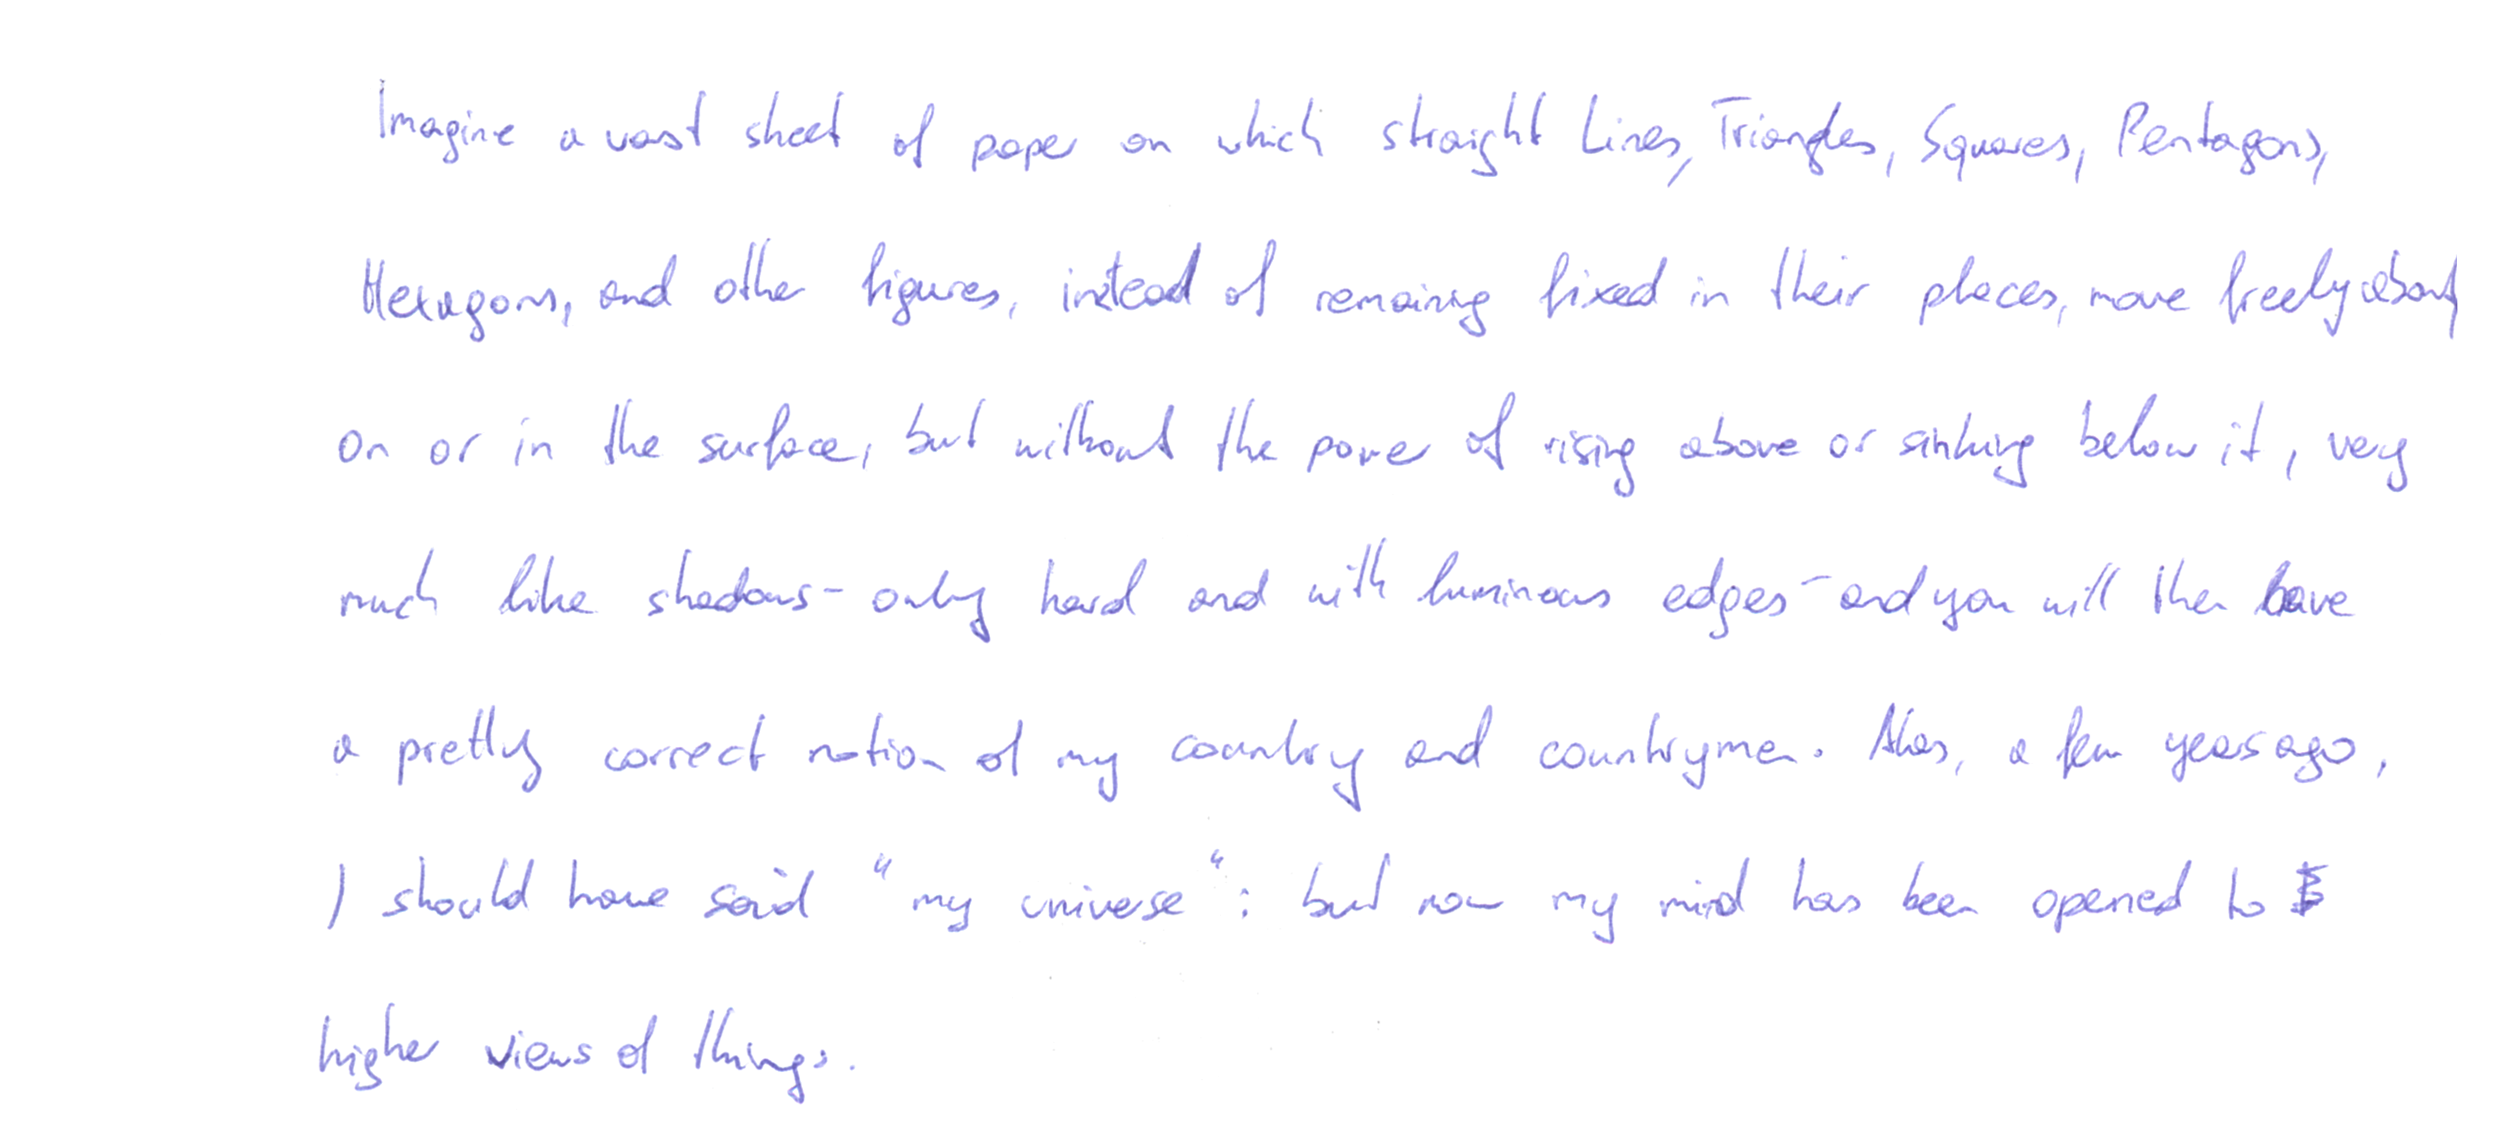 Imagine a vast sheet of paper on which straight Lines, Triangles, Squares, Pentagons,
Hexagons, and other figures, instead of remaining fixed in their places, move freely about,
on or in the surface, but without the power of rising above or sinking below it, very
much like shadows - only hard and with luminous edges - and you will then have
a pretty correct notion of my country and countrymen. Alas, a few years ago,
I should have said "my universe": but now my mind has been opened to
higher views of things.